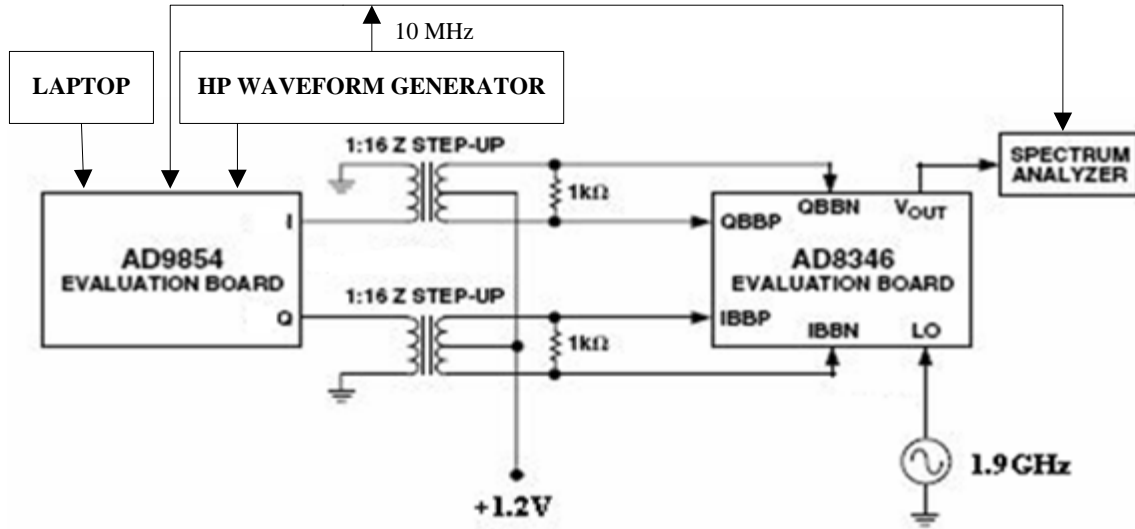 10 MHz
LAPTOP
HP WAVEFORM GENERATOR
1:16 Z STEP-UP
SPECTRUM
ANALYZER
1kΩ
QBBN
VOUT
I
QBBP
AD9854
EVALUATION BOARD
AD8346
EVALUATION BOARD
1:16 Z STEP-UP
Q
IBBP
1kΩ
IBBN
LO
1.9GHz
+1.2V